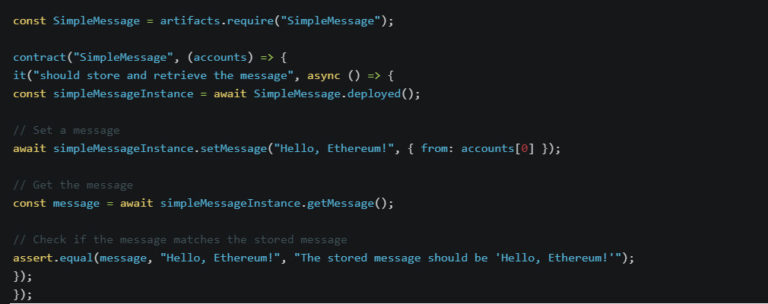 const SimpleMessage = artifacts.require("SimpleMessage");
contract("SimpleMessage", (accounts) => {
it("should store and retrieve the message", async () => {
const simpleMessageInstance = await SimpleMessage.deployed();
// Set a message
await simpleMessageInstance.setMessage("Hello, Ethereum!", { from: accounts[0] });
// Get the message
const message = await simpleMessageInstance.getMessage();
// Check if the message matches the stored message
assert.equal(message, "Hello, Ethereum!", "The stored message should be 'Hello, Ethereum!'");
});
});